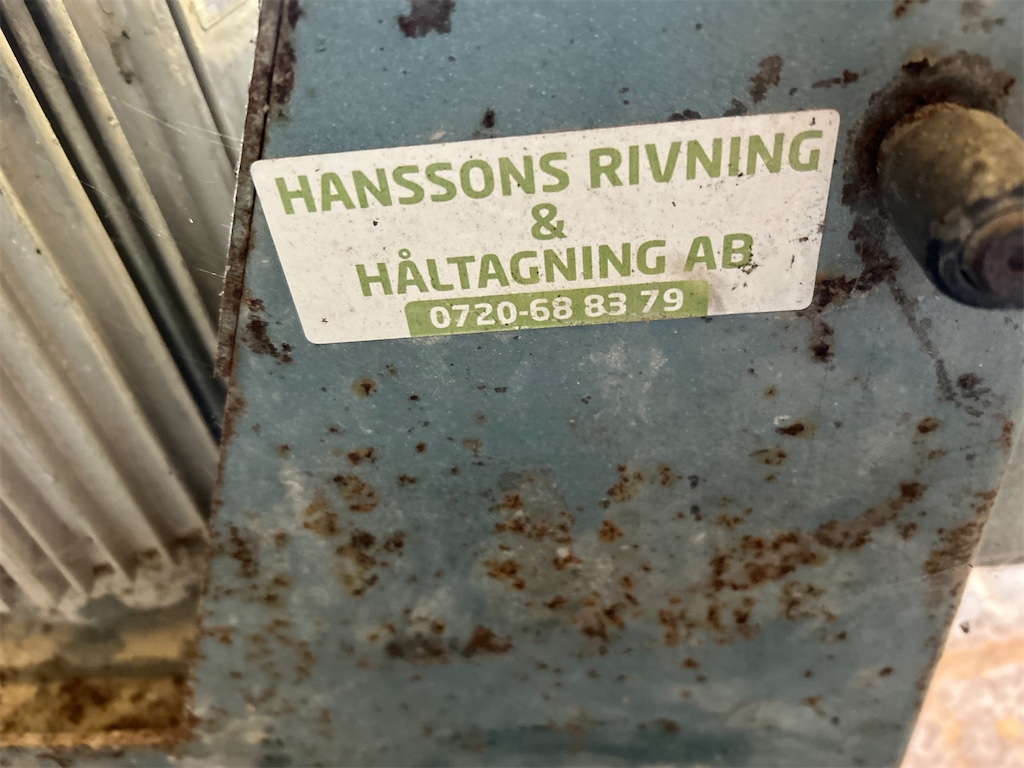 HANSSONS RIVNING
&
HÅLTAGNING AB
0720-68 83 79